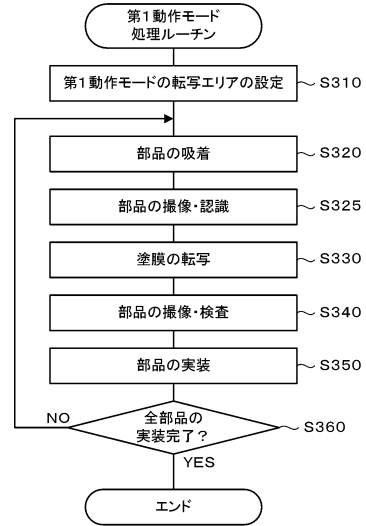 第1動作モード
処理ルーチン
第1動作モードの転写エリアの設定 S310
部品の吸着 S320
部品の撮像・認識 S325
塗膜の転写 S330
部品の撮像・検査 S340
部品の実装 S350
全部品の
実装完了？ S360
NO
YES
エンド